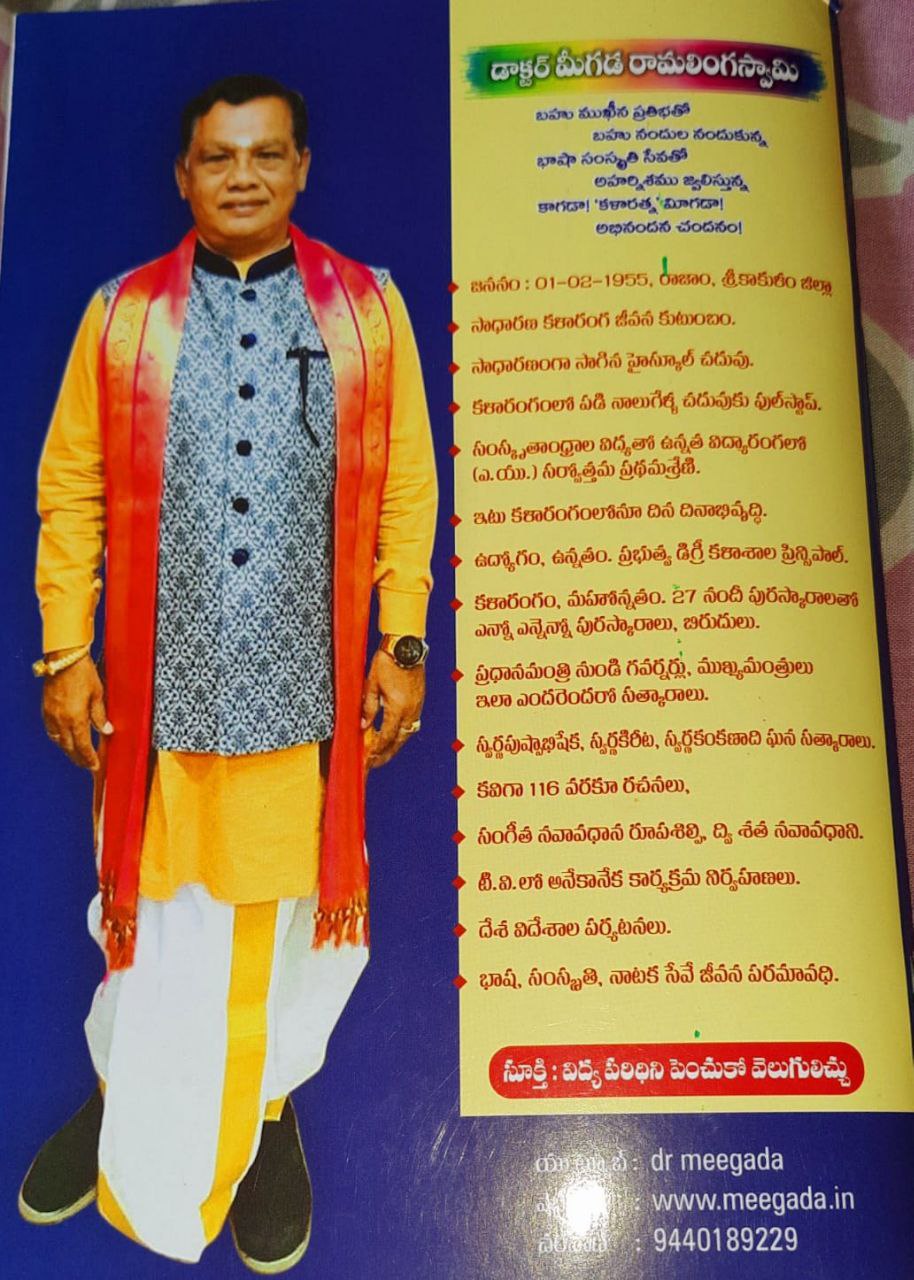 డాక్టర్ మీగడ రామలింగస్వామి
బహు ముఖీన ప్రతిభతో
బహు నందుల నందుకున్న
భాషా సంస్కృతి సేవతో
అహర్నిశము జ్వలిస్తున్న
కాగడా! 'కళారత్న' మీగడా!
అభినందన చందనం!
జననం : 01-02-1955, రాజాం, శ్రీకాకుళం జిల్లా
సాధారణ కళారంగ జీవన కుటుంబం.
సాధారణంగా సాగిన హైస్కూల్ చదువు.
కళారంగంలో పడి నాలుగేళ్ళ చదువుకు ఫుల్‌స్టాప్.
సంస్కృతాంధ్రాల విద్యతో ఉన్నత విద్యారంగంలో
(ఎ.యు.) సర్వోత్తమ ప్రథమశ్రేణి.
ఇటు కళారంగంలోనూ దిన దినాభివృద్ధి.
ఉద్యోగం, ఉన్నతం. ప్రభుత్వ డిగ్రీ కళాశాల ప్రిన్సిపాల్.
కళారంగం, మహోన్నతం. 27 నందీ పురస్కారాలతో
ఎన్నో ఎన్నెన్నో పురస్కారాలు, బిరుదులు.
ప్రధానమంత్రి నుండి గవర్నర్లు, ముఖ్యమంత్రులు
ఇలా ఎందరెందరో సత్కారాలు.
స్వర్ణపుష్పాభిషేక, స్వర్ణకిరీట, స్వర్ణకంకణాది ఘన సత్కారాలు.
కవిగా 116 వరకూ రచనలు,
సంగీత నవావధాన రూపశిల్పి, ద్వి శత నవావధాని.
టి.వి.లో అనేకానేక కార్యక్రమ నిర్వహణలు.
దేశ విదేశాల పర్యటనలు.
భాష, సంస్కృతి, నాటక సేవే జీవన పరమావధి.
సూక్తి : విద్య పరిధిని పెంచుకో వెలుగులిచ్చు
యూట్యూబ్ : dr meegada
: www.meegada.in
: 9440189229